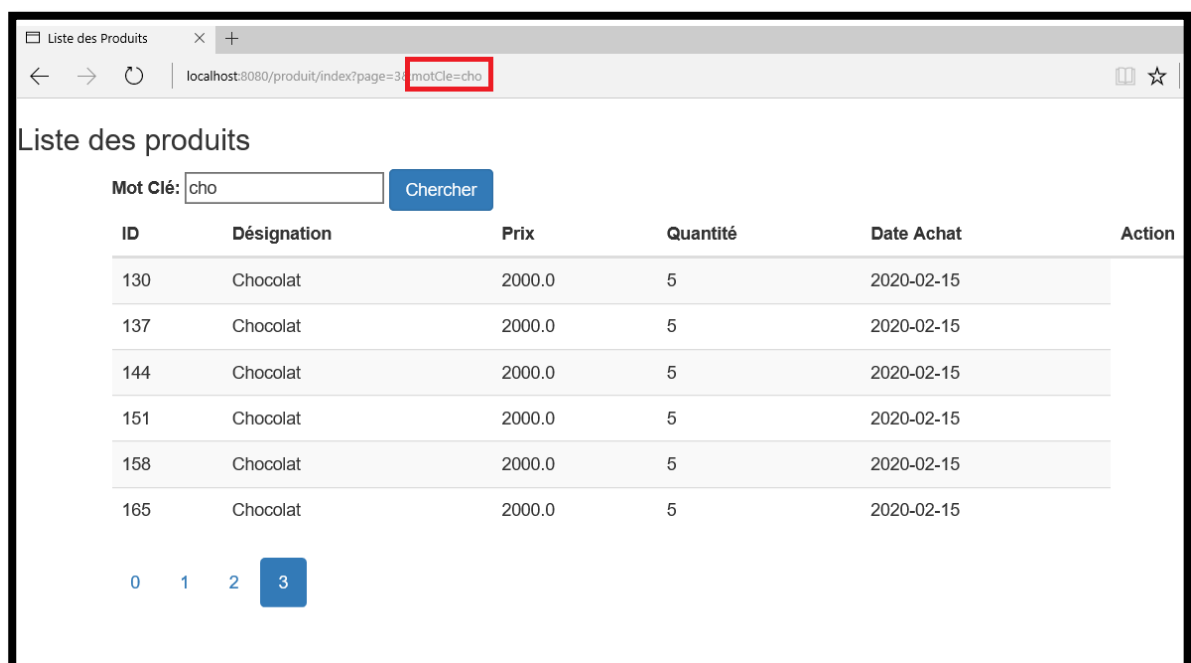 Liste des Produits
localhost:8080/produit/index?page=3&motCle=cho
Liste des produits
Mot Clé: cho Chercher
ID Désignation Prix Quantité Date Achat Action
130 Chocolat 2000.0 5 2020-02-15
137 Chocolat 2000.0 5 2020-02-15
144 Chocolat 2000.0 5 2020-02-15
151 Chocolat 2000.0 5 2020-02-15
158 Chocolat 2000.0 5 2020-02-15
165 Chocolat 2000.0 5 2020-02-15
0 1 2 3